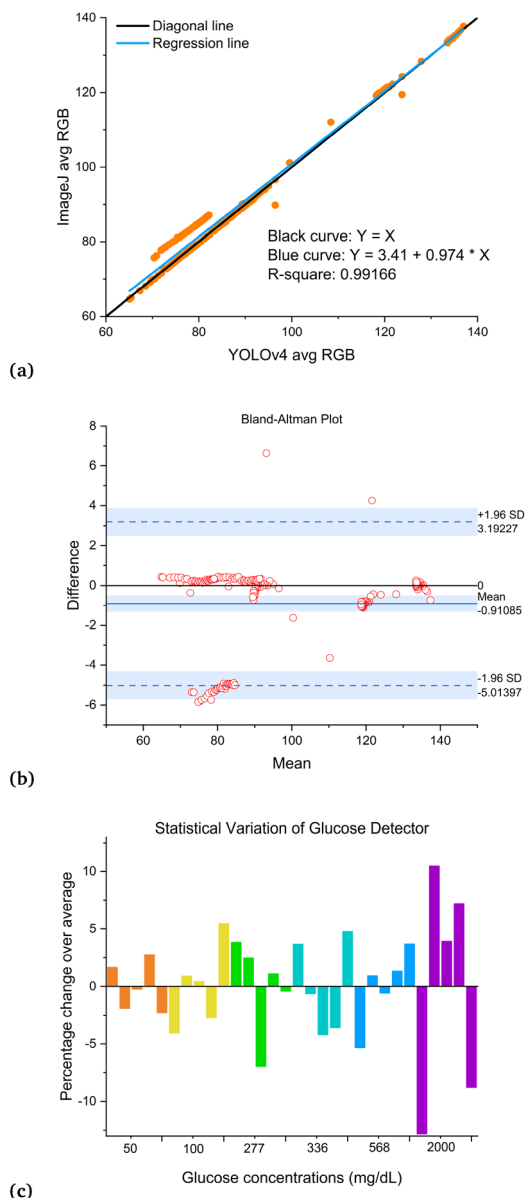 140
120
100
80
60
ImageJ avg RGB
Diagonal line
Regression line
Black curve: Y = X
Blue curve: Y = 3.41 + 0.974 * X
R-square: 0.99166
60 80 100 120 140
YOLOv4 avg RGB
(a)
Bland-Altman Plot
8
6
4
2
0
-2
-4
-6
Difference
+1.96 SD
3.19227
0
Mean
-0.91085
-1.96 SD
-5.01397
60 80 100 120 140
Mean
(b)
Statistical Variation of Glucose Detector
10
5
0
-5
-10
Percentage change over average
50 100 277 336 568 2000
Glucose concentrations (mg/dL)
(c)